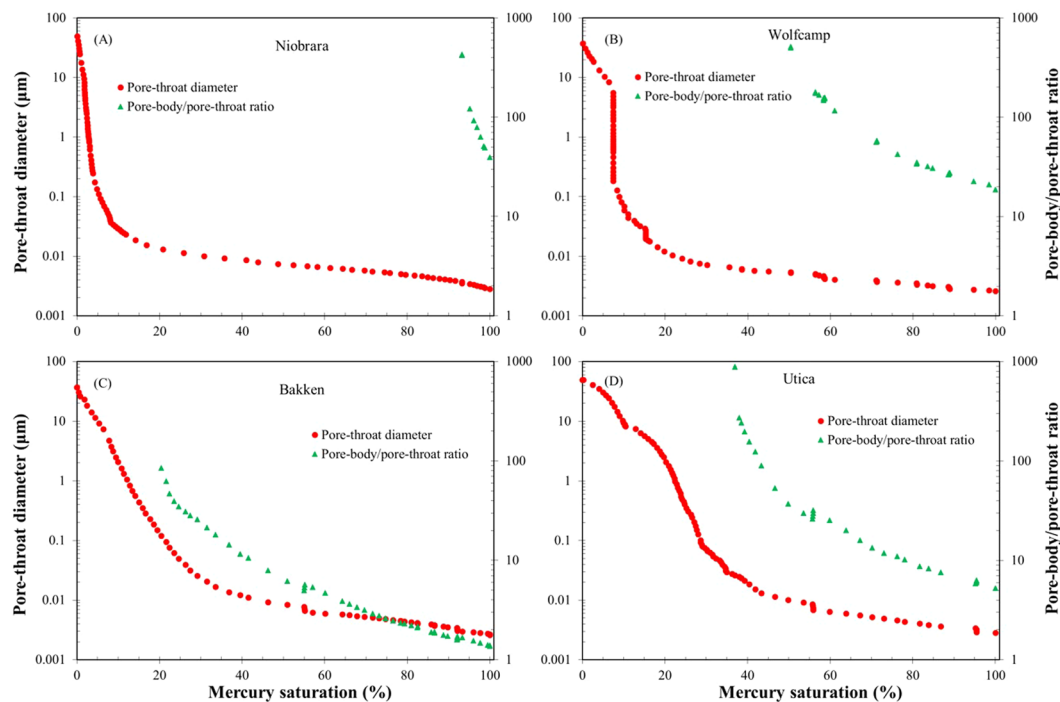 100
10
1
0.1
0.01
0.001
Pore-throat diameter (μm)
(A)
Niobrara
Pore-throat diameter
Pore-body/pore-throat ratio
1000
100
10
1
0 20 40 60 80 100
100
10
1
0.1
0.01
0.001
(B)
Wolfcamp
Pore-throat diameter
Pore-body/pore-throat ratio
1000
100
10
1
Pore-body/pore-throat ratio
0 20 40 60 80 100
100
10
1
0.1
0.01
0.001
Pore-throat diameter (μm)
(C)
Bakken
Pore-throat diameter
Pore-body/pore-throat ratio
1000
100
10
1
0 20 40 60 80 100
Mercury saturation (%)
100
10
1
0.1
0.01
0.001
(D)
Utica
Pore-throat diameter
Pore-body/pore-throat ratio
1000
100
10
1
Pore-body/pore-throat ratio
0 20 40 60 80 100
Mercury saturation (%)